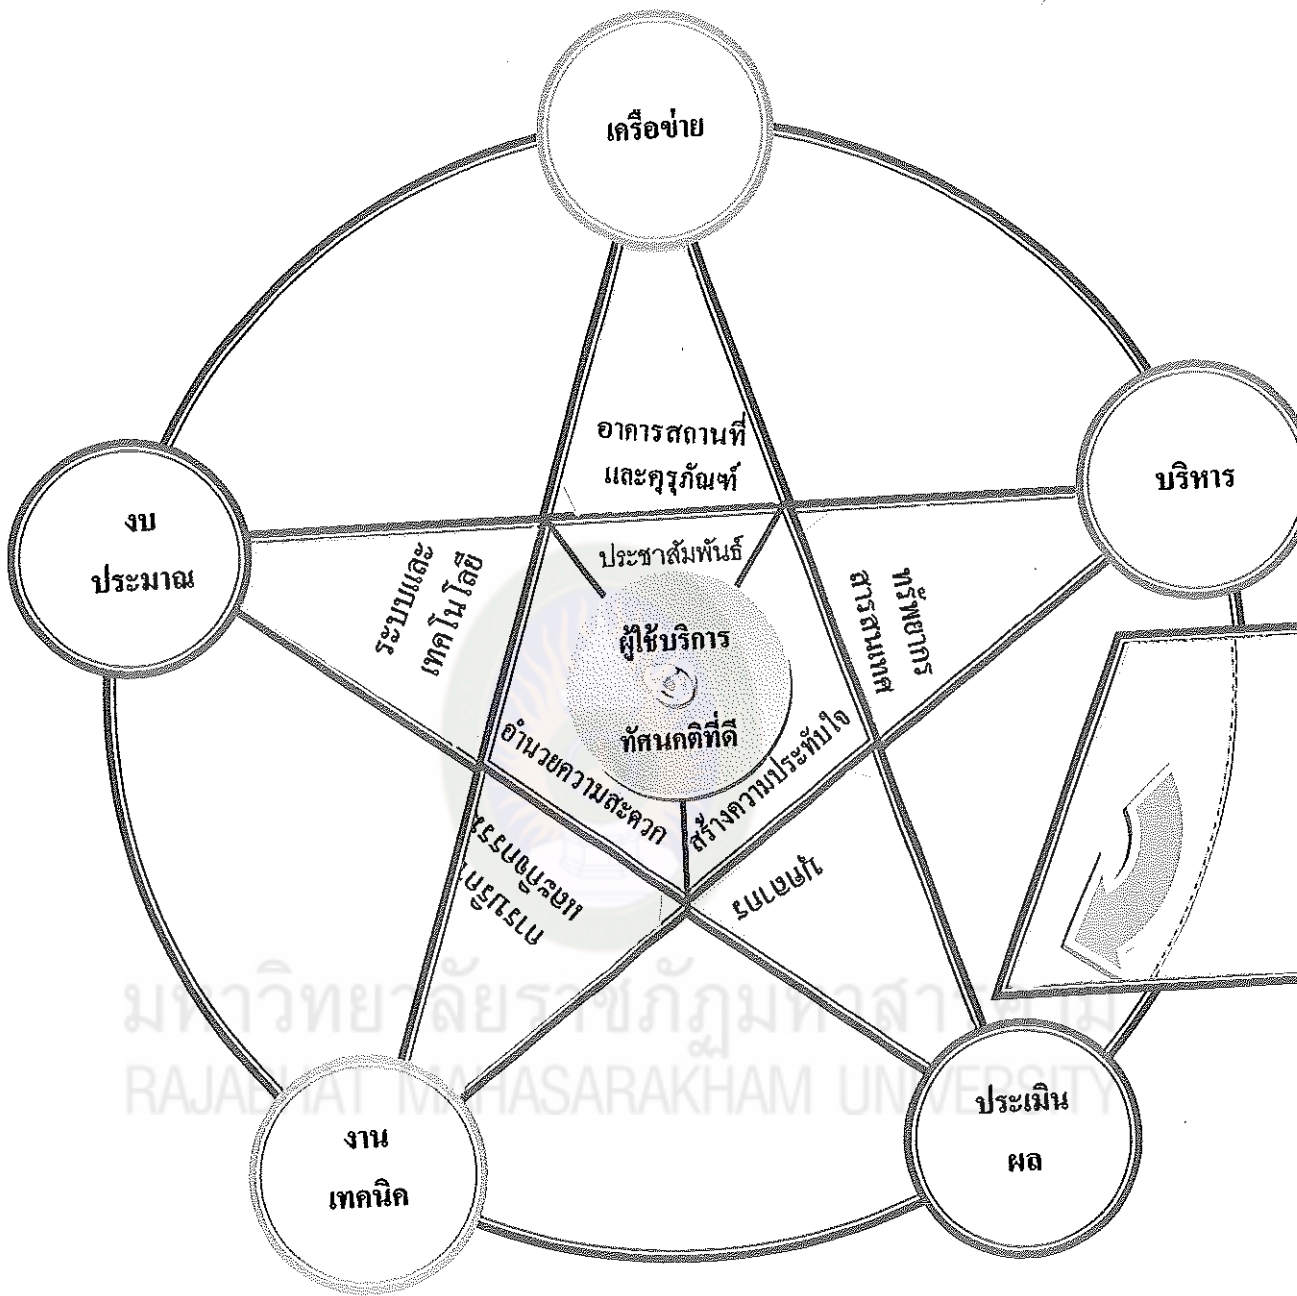 เครือข่าย
อาคารสถานที่
และครุภัณฑ์
บริหาร
งบ
ประมาณ
ระบบและ
เทคโนโลยี
ประชาสัมพันธ์
ทรัพยากร
สารสนเทศ
ผู้ใช้บริการ
ทัศนคติที่ดี
อำนวยความสะดวก
สร้างความประทับใจ
การบริการ
และกิจกรรม
บุคลากร
มหาวิทยาลัยราชภัฏมหาสารคาม
RAJABHAT MAHASARAKHAM UNIVERSITY
งาน
เทคนิค
ประเมิน
ผล